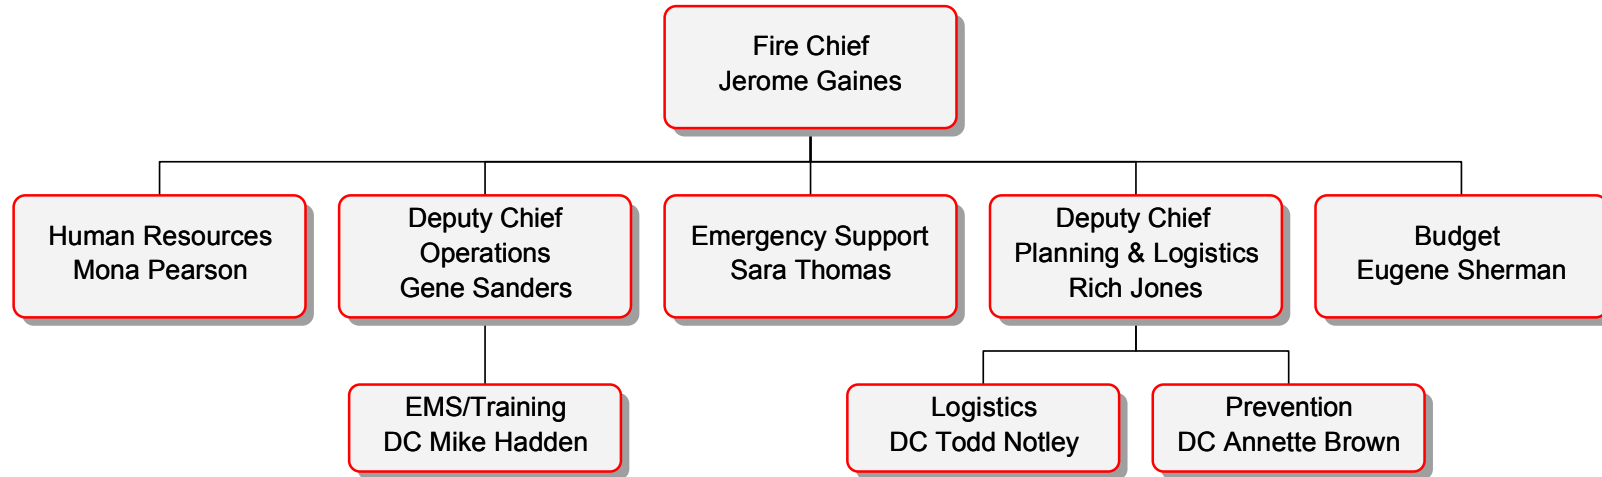 Fire Chief
Jerome Gaines
Human Resources
Mona Pearson
Deputy Chief
Operations
Gene Sanders
Emergency Support
Sara Thomas
Deputy Chief
Planning & Logistics
Rich Jones
Budget
Eugene Sherman
EMS/Training
DC Mike Hadden
Logistics
DC Todd Notley
Prevention
DC Annette Brown